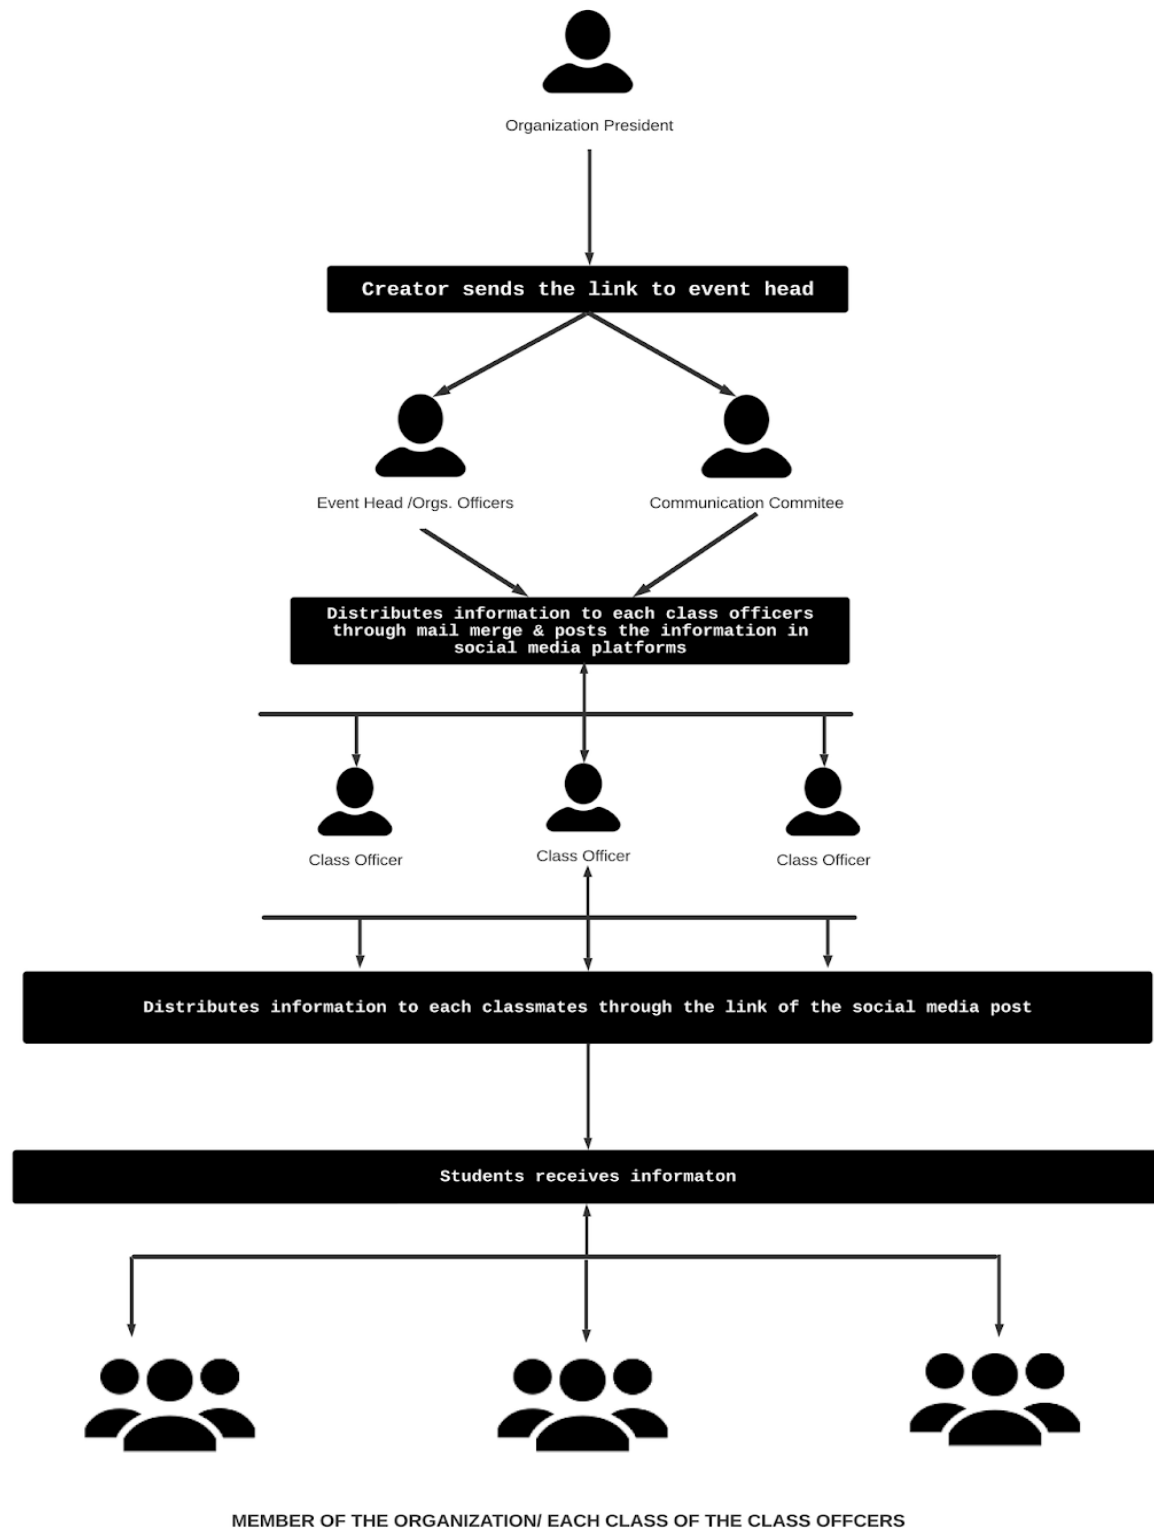 Organization President
Creator sends the link to event head
Event Head /Orgs. Officers
Communication Commitee
Distributes information to each class officers
through mail merge & posts the information in
social media platforms
Class Officer
Class Officer
Class Officer
Distributes information to each classmates through the link of the social media post
Students receives informaton
MEMBER OF THE ORGANIZATION/ EACH CLASS OF THE CLASS OFFCERS